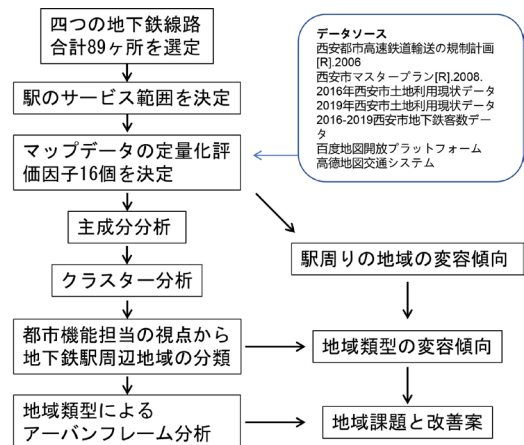 四つの地下鉄線路
合計89ヶ所を選定
駅のサービス範囲を決定
マップデータの定量化評
価因子16個を決定
主成分分析
クラスター分析
都市機能担当の視点から
地下鉄駅周辺地域の分類
地域類型による
アーバンフレーム分析
データソース
西安都市高速鉄道輸送の規制計画
[R].2006
西安市マスタープラン[R].2008.
2016年西安市土地利用現状データ
2019年西安市土地利用現状データ
2016-2019西安市地下鉄客数デー
タ
百度地図開放プラットフォーム
高德地図交通システム
駅周りの地域の変容傾向
地域類型の変容傾向
地域課題と改善案